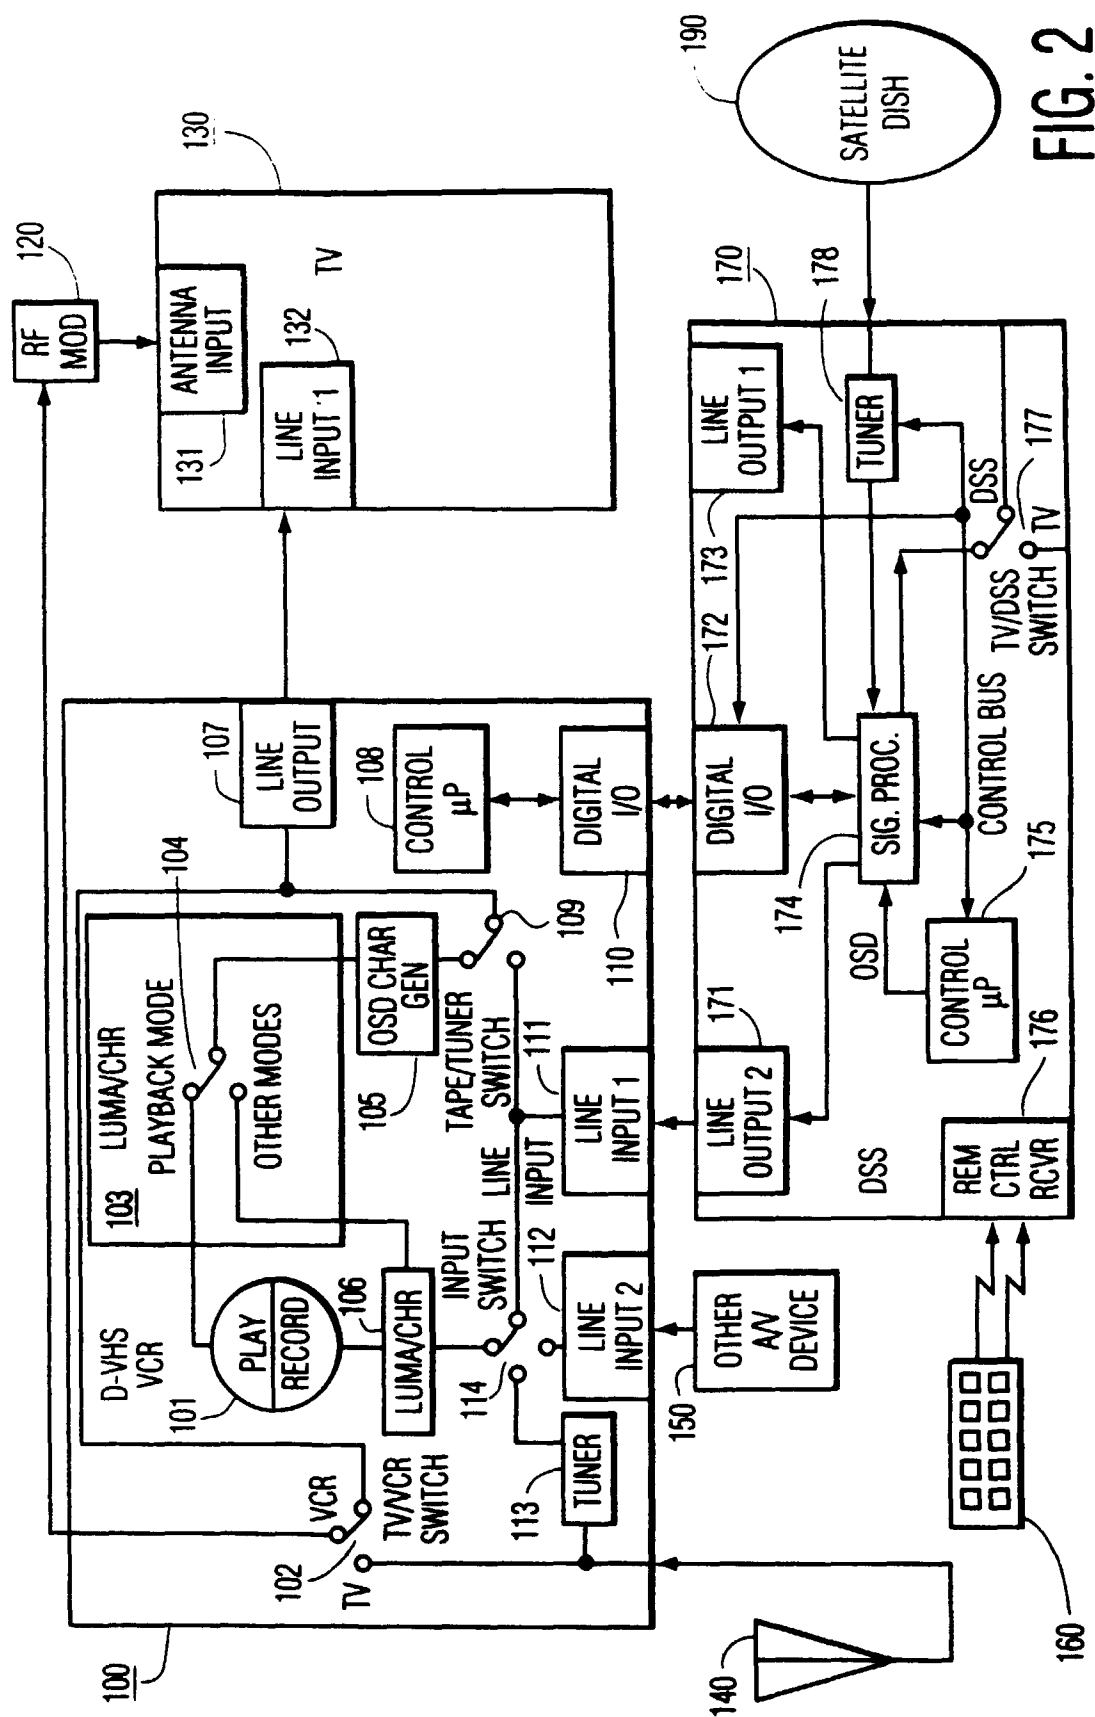 100
D-VHS
VCR
103
LUMA/CHR
PLAYBACK MODE
104
107
LINE
OUTPUT
101
PLAY
RECORD
OTHER MODES
VCR
102
TV
TV/VCR
SWITCH
106
LUMA/CHR
105
OSD CHAR
GEN
108
CONTROL
µP
114
INPUT
SWITCH
LINE
INPUT
TAPE/TUNER
SWITCH
109
113
TUNER
112
LINE
INPUT 2
111
LINE
INPUT 1
110
DIGITAL
I/O
120
RF
MOD
130
131
ANTENNA
INPUT
TV
132
LINE
INPUT 1
140
150
OTHER
A/V
DEVICE
160
171
LINE
OUTPUT 2
172
DIGITAL
I/O
173
LINE
OUTPUT 1
170
178
TUNER
174
SIG. PROC.
DSS
OSD
CONTROL
µP
175
176
REM
CTRL
RCVR
CONTROL BUS
TV/DSS
SWITCH
DSS
TV
177
190
SATELLITE
DISH
FIG. 2